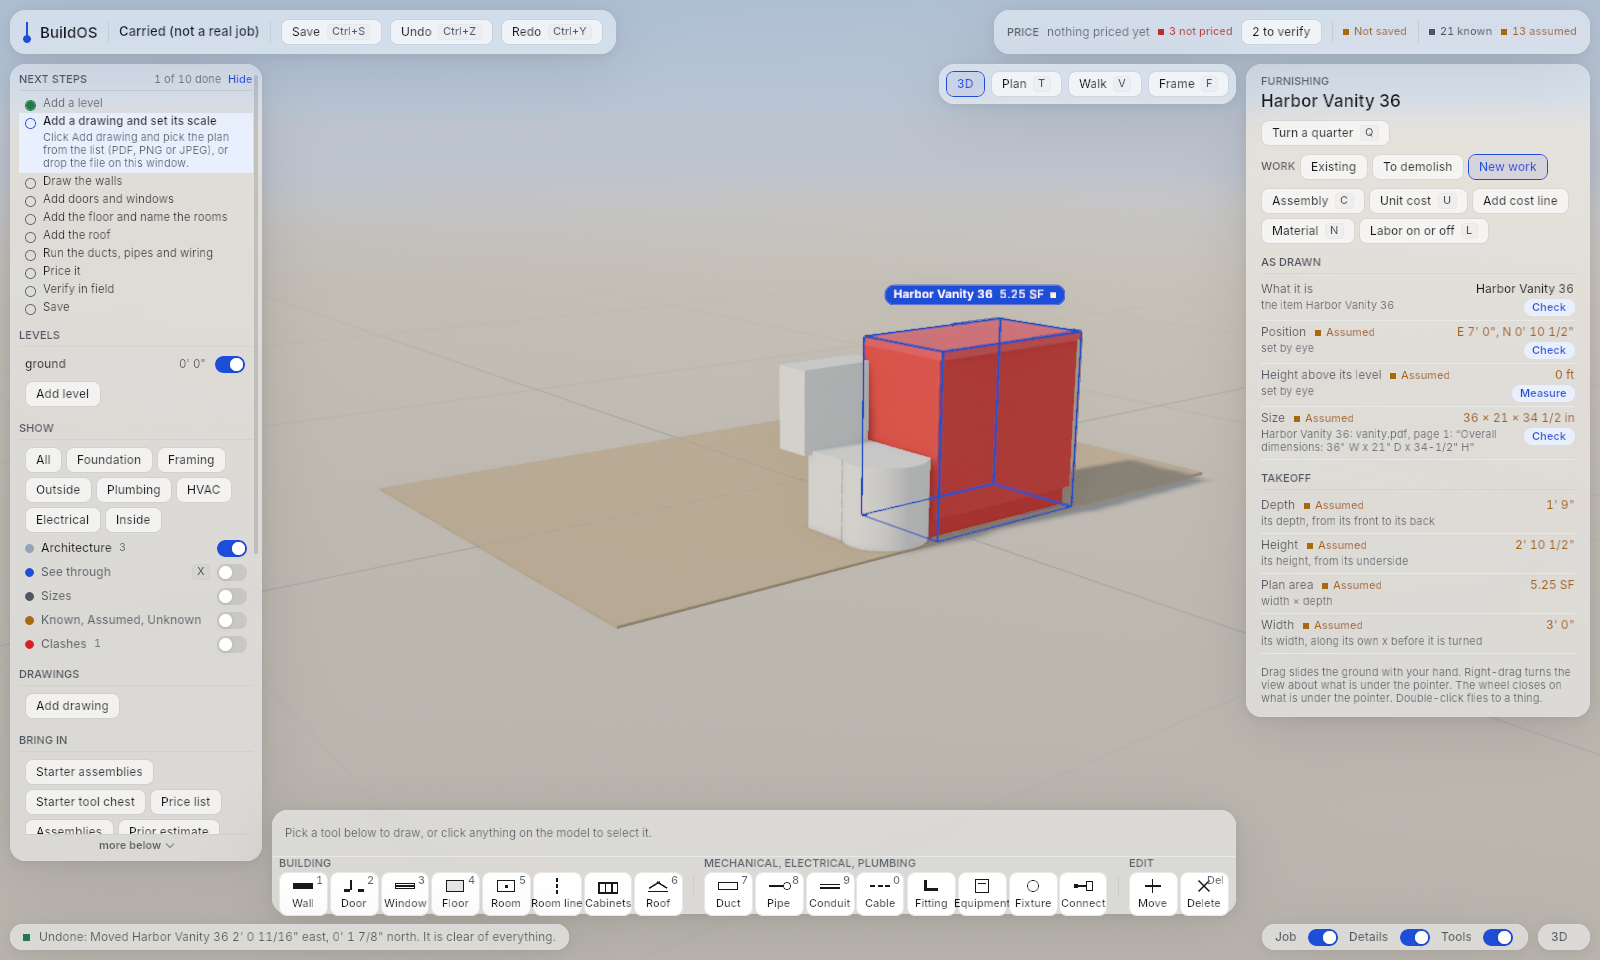 BuildOS
Carried (not a real job)
Save Ctrl+S
Undo Ctrl+Z
Redo Ctrl+Y
PRICE nothing priced yet 3 not priced 2 to verify Not saved 21 known 13 assumed
NEXT STEPS 1 of 10 done Hide
Add a level
Add a drawing and set its scale
Click Add drawing and pick the plan
from the list (PDF, PNG or JPEG), or
drop the file on this window.
Draw the walls
Add doors and windows
Add the floor and name the rooms
Add the roof
Run the ducts, pipes and wiring
Price it
Verify in field
Save
LEVELS
ground 0' 0"
Add level
SHOW
All Foundation Framing
Outside Plumbing HVAC
Electrical Inside
Architecture 3
See through X
Sizes
Known, Assumed, Unknown
Clashes 1
DRAWINGS
Add drawing
BRING IN
Starter assemblies
Starter tool chest Price list
Assemblies Prior estimate
more below
3D Plan T Walk V Frame F
Harbor Vanity 36 5.25 SF
FURNISHING
Harbor Vanity 36
Turn a quarter Q
WORK Existing To demolish New work
Assembly C Unit cost U Add cost line
Material N Labor on or off L
AS DRAWN
What it is Harbor Vanity 36
the item Harbor Vanity 36 Check
Position Assumed E 7' 0", N 0' 10 1/2"
set by eye Check
Height above its level Assumed 0 ft
set by eye Measure
Size Assumed 36 × 21 × 34 1/2 in
Harbor Vanity 36: vanity.pdf, page 1: "Overall Check
dimensions: 36" W x 21" D x 34-1/2" H"
TAKEOFF
Depth Assumed 1' 9"
its depth, from its front to its back
Height Assumed 2' 10 1/2"
its height, from its underside
Plan area Assumed 5.25 SF
width × depth
Width Assumed 3' 0"
its width, along its own x before it is turned
Drag slides the ground with your hand. Right-drag turns the
view about what is under the pointer. The wheel closes on
what is under the pointer. Double-click flies to a thing.
Pick a tool below to draw, or click anything on the model to select it.
BUILDING MECHANICAL, ELECTRICAL, PLUMBING EDIT
1 2 3 4 5 6 7 8 9 0 Del
Wall Door Window Floor Room Room line Cabinets Roof Duct Pipe Conduit Cable Fitting Equipment Fixture Connect Move Delete
Undone: Moved Harbor Vanity 36 2' 0 11/16" east, 0' 1 7/8" north. It is clear of everything.
Job Details Tools 3D